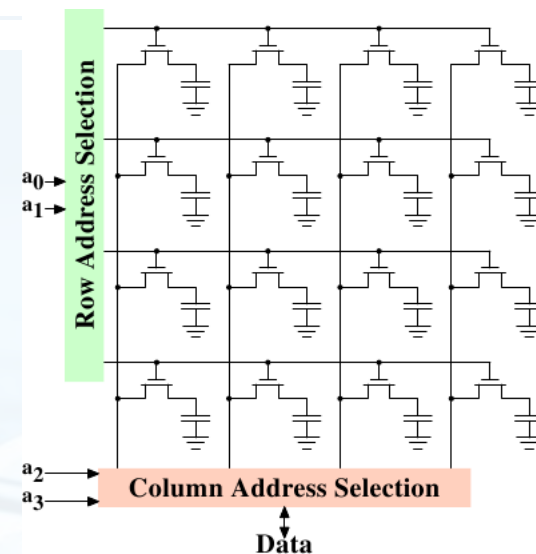 Row Address Selection
a0
a1
a2
a3
Column Address Selection
Data